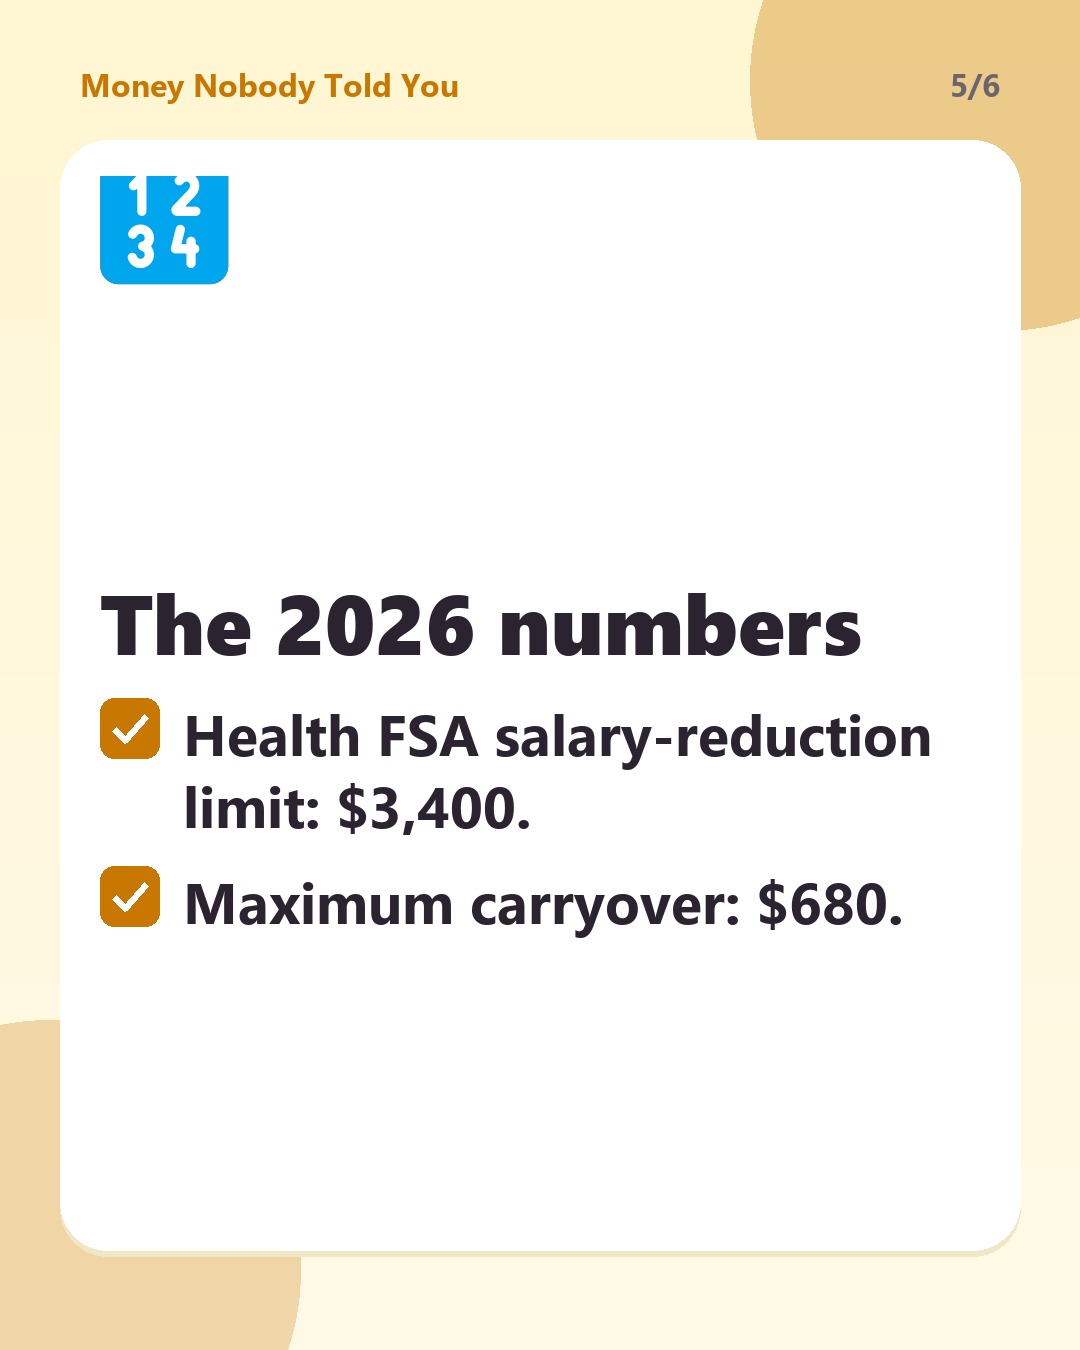 Money Nobody Told You
5/6
1 2
3 4
The 2026 numbers
Health FSA salary-reduction
limit: $3,400.
Maximum carryover: $680.